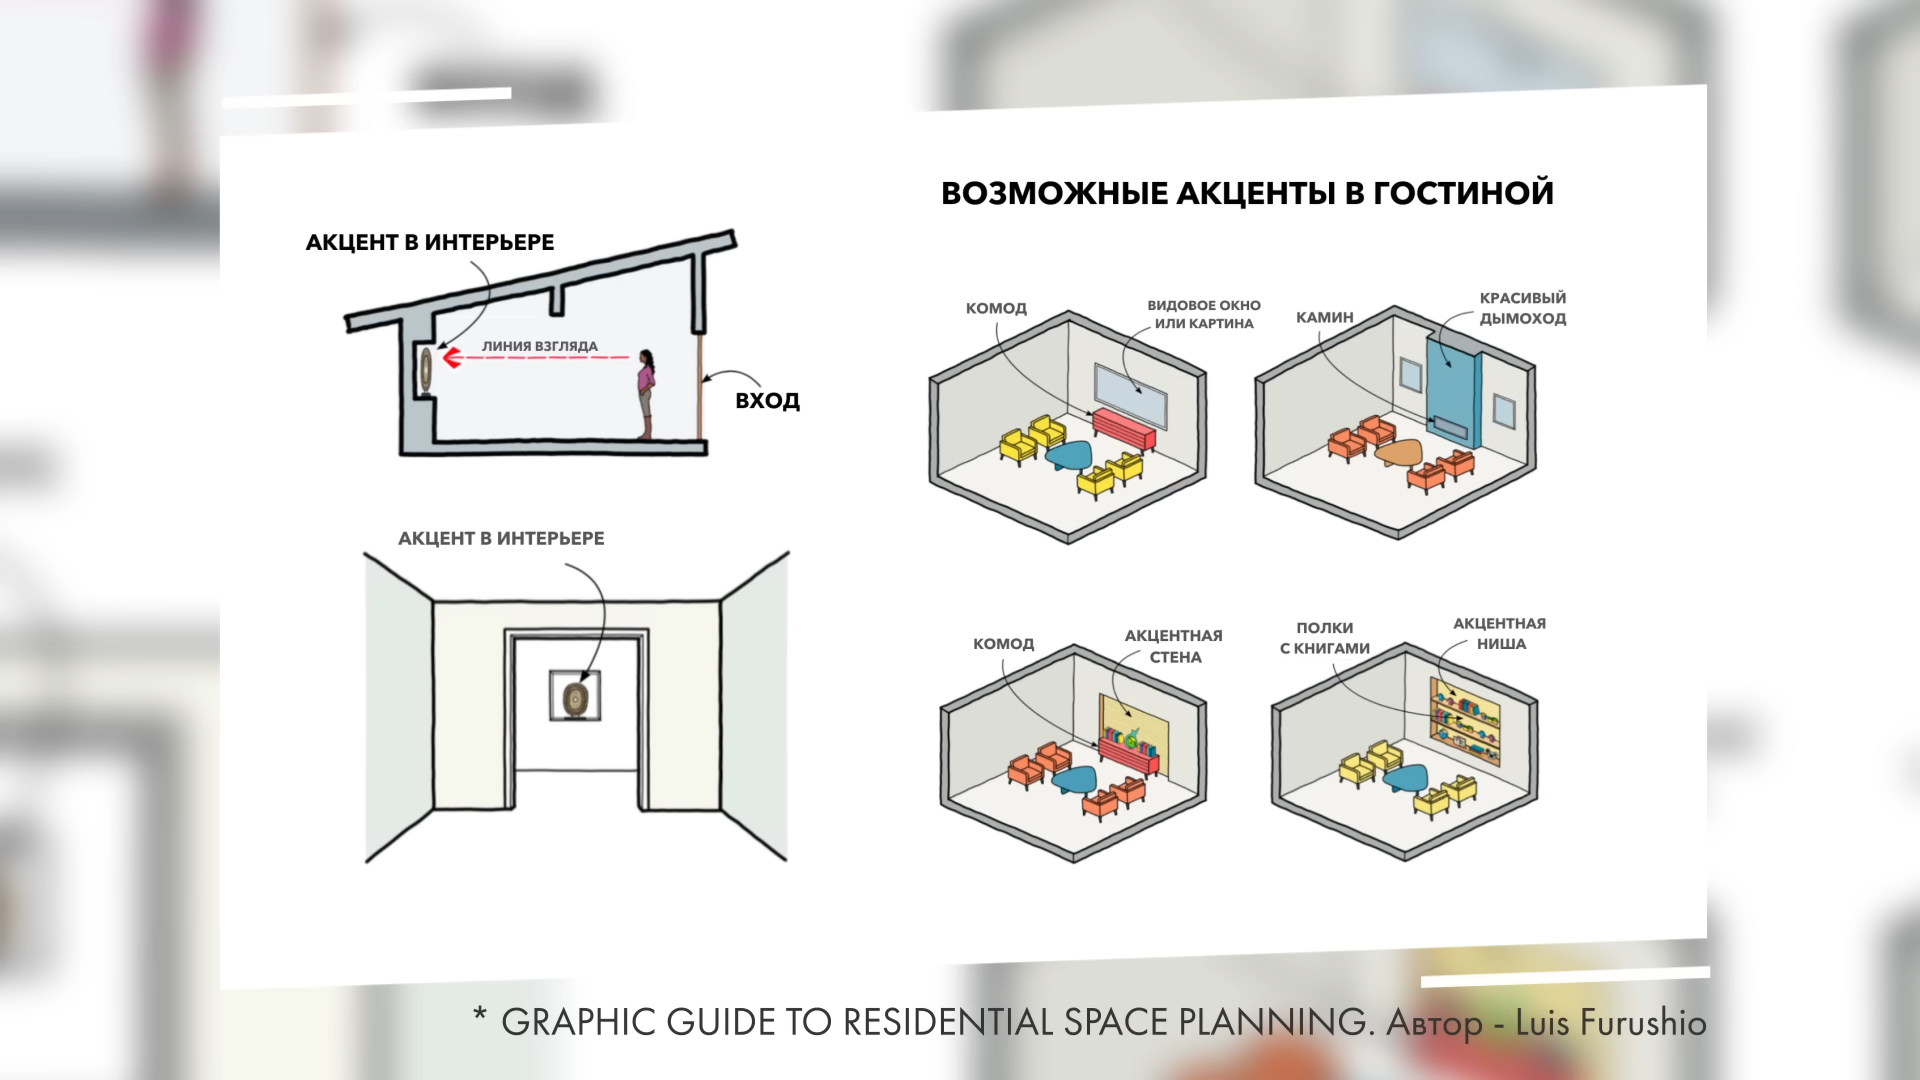 АКЦЕНТ В ИНТЕРЬЕРЕ
ЛИНИЯ ВЗГЛЯДА
ВХОД
АКЦЕНТ В ИНТЕРЬЕРЕ
ВОЗМОЖНЫЕ АКЦЕНТЫ В ГОСТИНОЙ
КОМОД
ВИДОВОЕ ОКНО
ИЛИ КАРТИНА
КАМИН
КРАСИВЫЙ
ДЫМОХОД
КОМОД
АКЦЕНТНАЯ
СТЕНА
ПОЛКИ
С КНИГАМИ
АКЦЕНТНАЯ
НИША
* GRAPHIC GUIDE TO RESIDENTIAL SPACE PLANNING. Автор - Luis Furushio